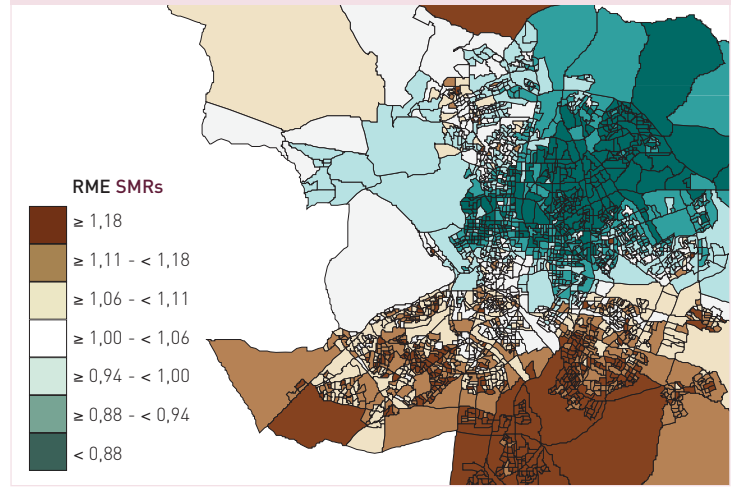 RME SMRs
≥ 1,18
≥ 1,11 - < 1,18
≥ 1,06 - < 1,11
≥ 1,00 - < 1,06
≥ 0,94 - < 1,00
≥ 0,88 - < 0,94
< 0,88